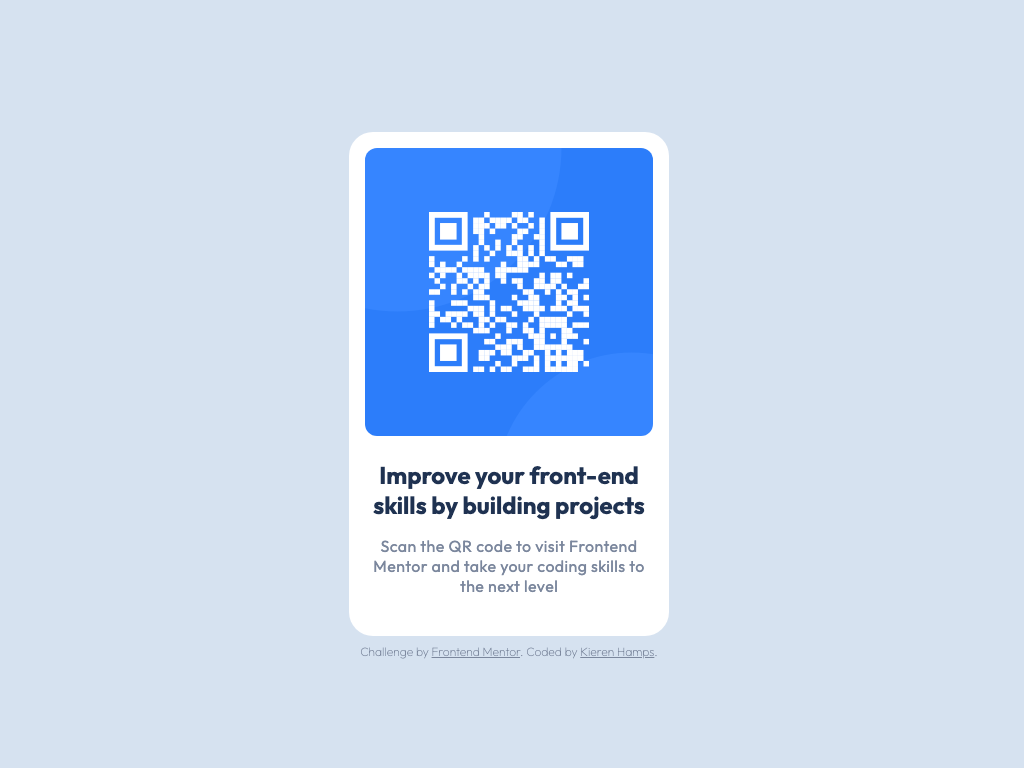 Improve your front-end
skills by building projects
Scan the QR code to visit Frontend
Mentor and take your coding skills to
the next level
Challenge by Frontend Mentor. Coded by Kieren Hamps.